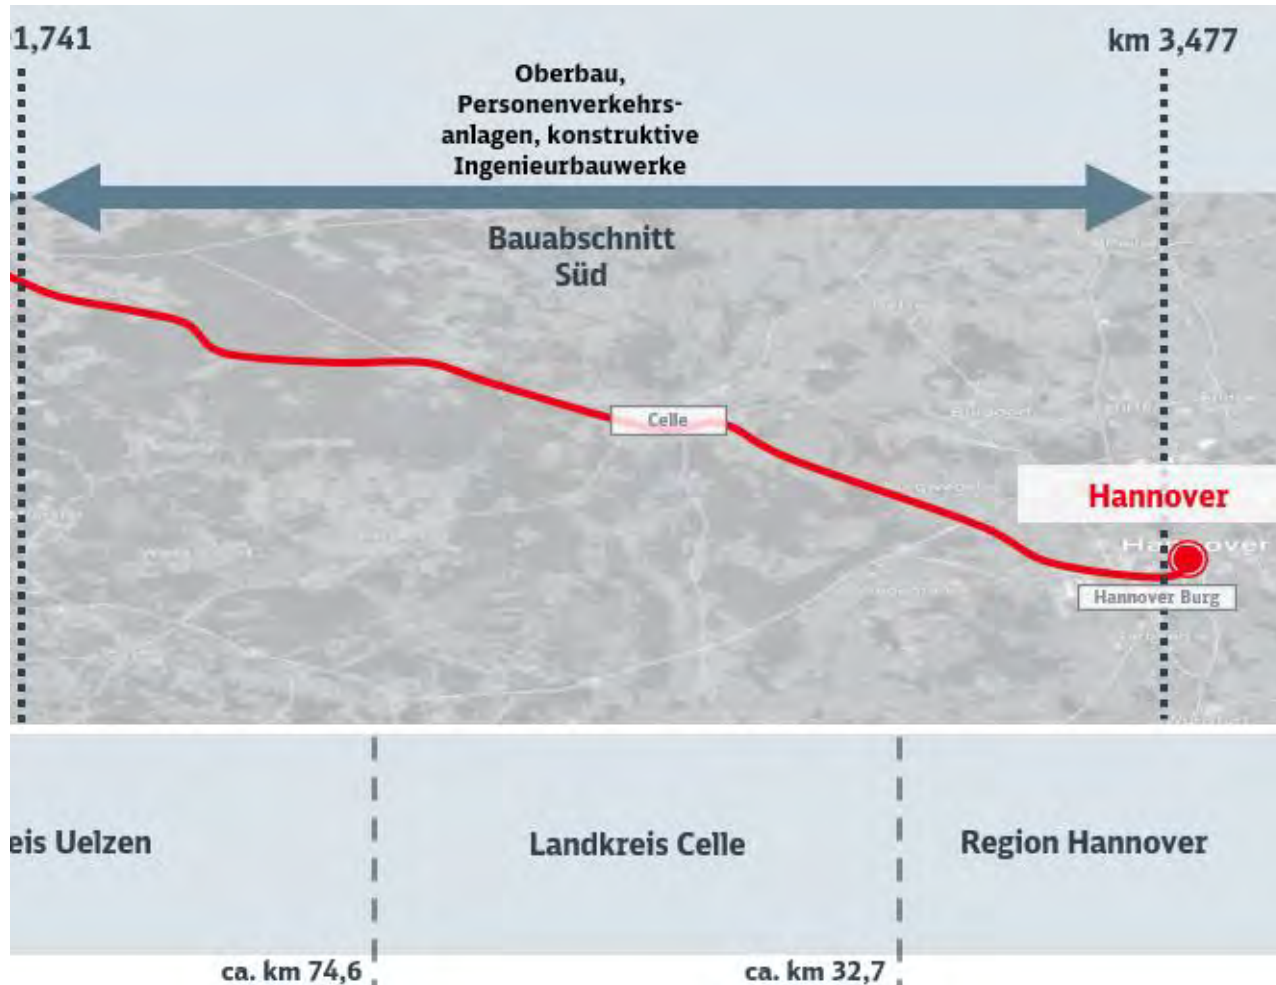 1,741
km 3,477
Oberbau,
Personenverkehrs-
anlagen, konstruktive
Ingenieurbauwerke
Bauabschnitt
Süd
Celle
Hannover
Hannover
Hannover Burg
eis Uelzen
Landkreis Celle
Region Hannover
ca. km 74,6
ca. km 32,7